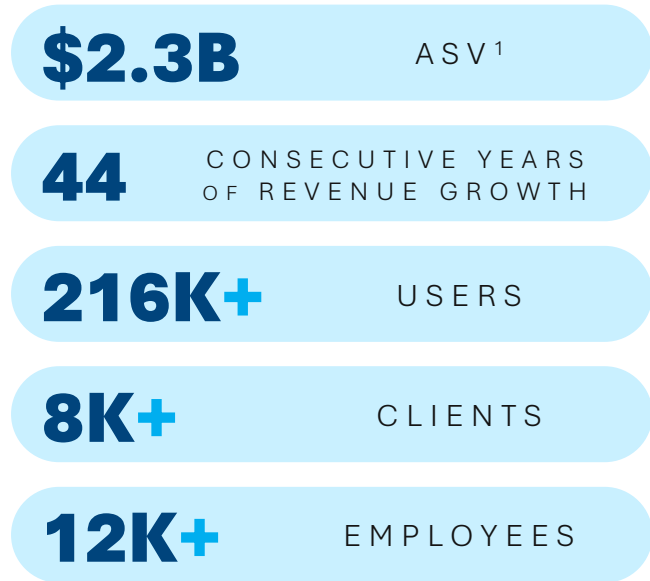 $2.3B ASV¹
44 CONSECUTIVE YEARS
OF REVENUE GROWTH
216K+ USERS
8K+ CLIENTS
12K+ EMPLOYEES